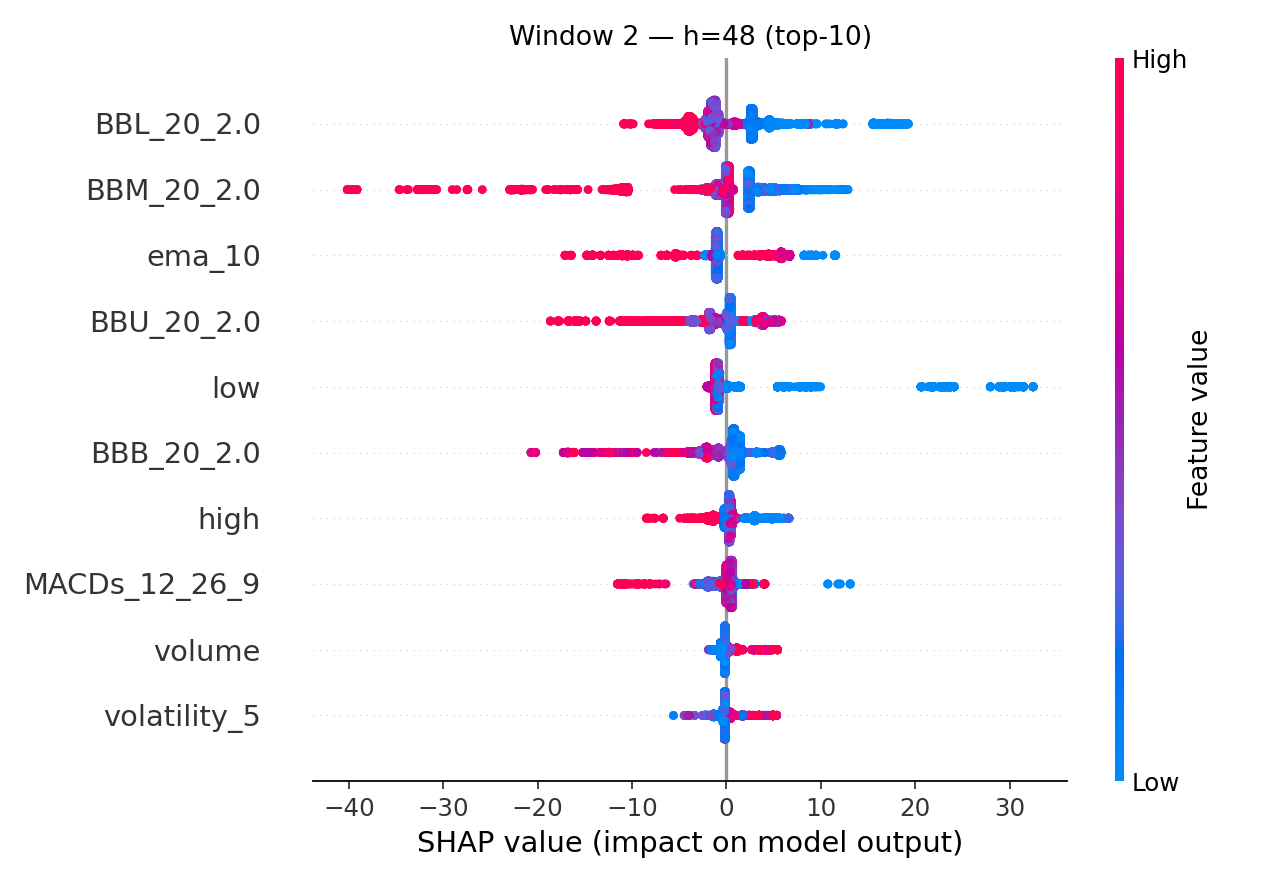 Window 2 — h=48 (top-10)
High
BBL_20_2.0
BBM_20_2.0
ema_10
BBU_20_2.0
low
BBB_20_2.0
high
MACDs_12_26_9
volume
volatility_5
Feature value
Low
−40 −30 −20 −10 0 10 20 30
SHAP value (impact on model output)